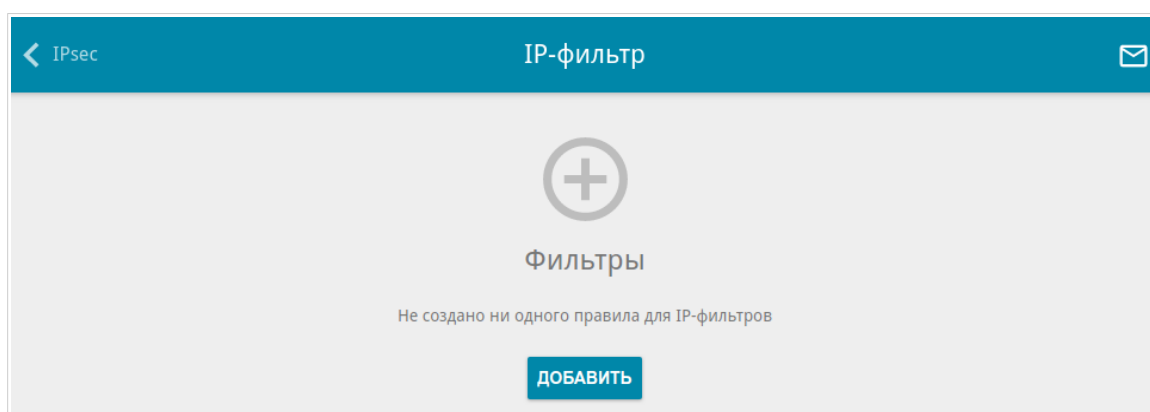 IPsec
IP-фильтр
Фильтры
Не создано ни одного правила для IP-фильтров
ДОБАВИТЬ